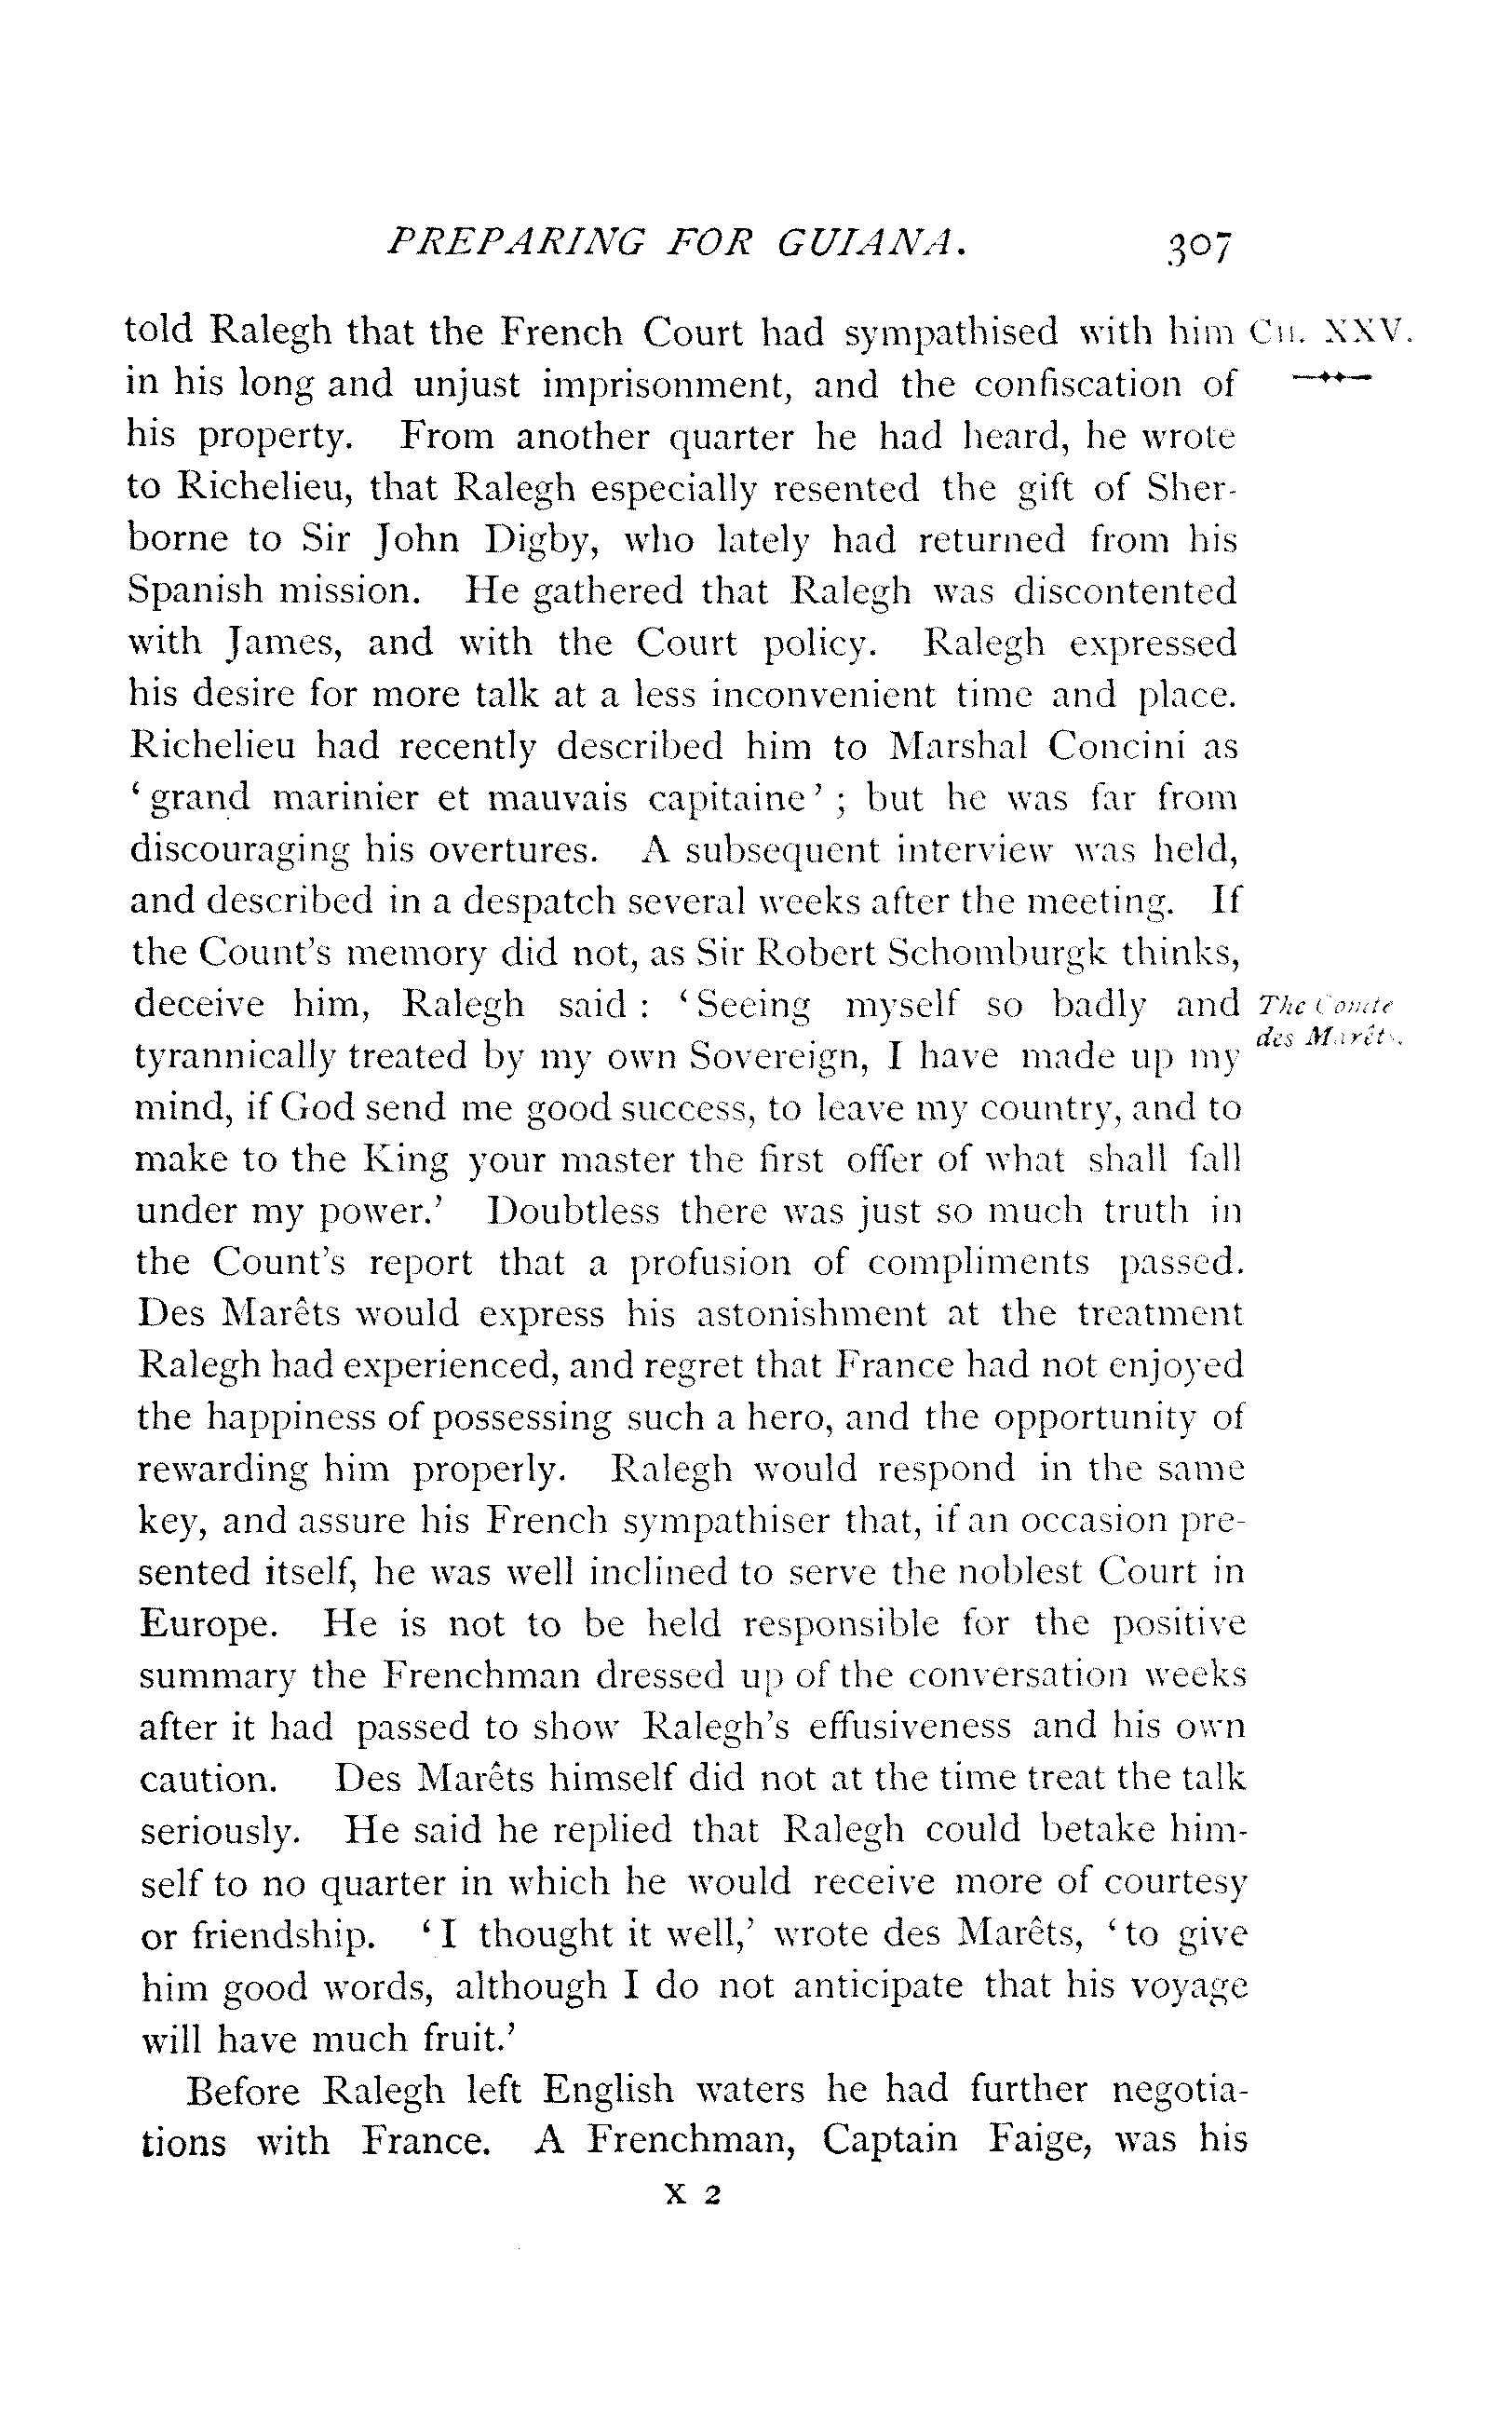 PREPARING FOR GUIANA. 307
told Ralegh that the French Court had sympathised with him CH. XXV.
in his long and unjust imprisonment, and the confiscation of
his property. From another quarter he had heard, he wrote
to Richelieu, that Ralegh especially resented the gift of Sher-
borne to Sir John Digby, who lately had returned from his
Spanish mission. He gathered that Ralegh was discontented
with James, and with the Court policy. Ralegh expressed
his desire for more talk at a less inconvenient time and place.
Richelieu had recently described him to Marshal Concini as
‘grand marinier et mauvais capitaine’; but he was far from
discouraging his overtures. A subsequent interview was held,
and described in a despatch several weeks after the meeting. If
the Count’s memory did not, as Sir Robert Schomburgk thinks,
deceive him, Ralegh said: ‘Seeing myself so badly and
The Comte
des Marêts.
tyrannically treated by my own Sovereign, I have made up my
mind, if God send me good success, to leave my country, and to
make to the King your master the first offer of what shall fall
under my power.’ Doubtless there was just so much truth in
the Count’s report that a profusion of compliments passed.
Des Marêts would express his astonishment at the treatment
Ralegh had experienced, and regret that France had not enjoyed
the happiness of possessing such a hero, and the opportunity of
rewarding him properly. Ralegh would respond in the same
key, and assure his French sympathiser that, if an occasion pre-
sented itself, he was well inclined to serve the noblest Court in
Europe. He is not to be held responsible for the positive
summary the Frenchman dressed up of the conversation weeks
after it had passed to show Ralegh’s effusiveness and his own
caution. Des Marêts himself did not at the time treat the talk
seriously. He said he replied that Ralegh could betake him-
self to no quarter in which he would receive more of courtesy
or friendship. ‘I thought it well,’ wrote des Marêts, ‘to give
him good words, although I do not anticipate that his voyage
will have much fruit.’
Before Ralegh left English waters he had further negotia-
tions with France. A Frenchman, Captain Faige, was his
X 2